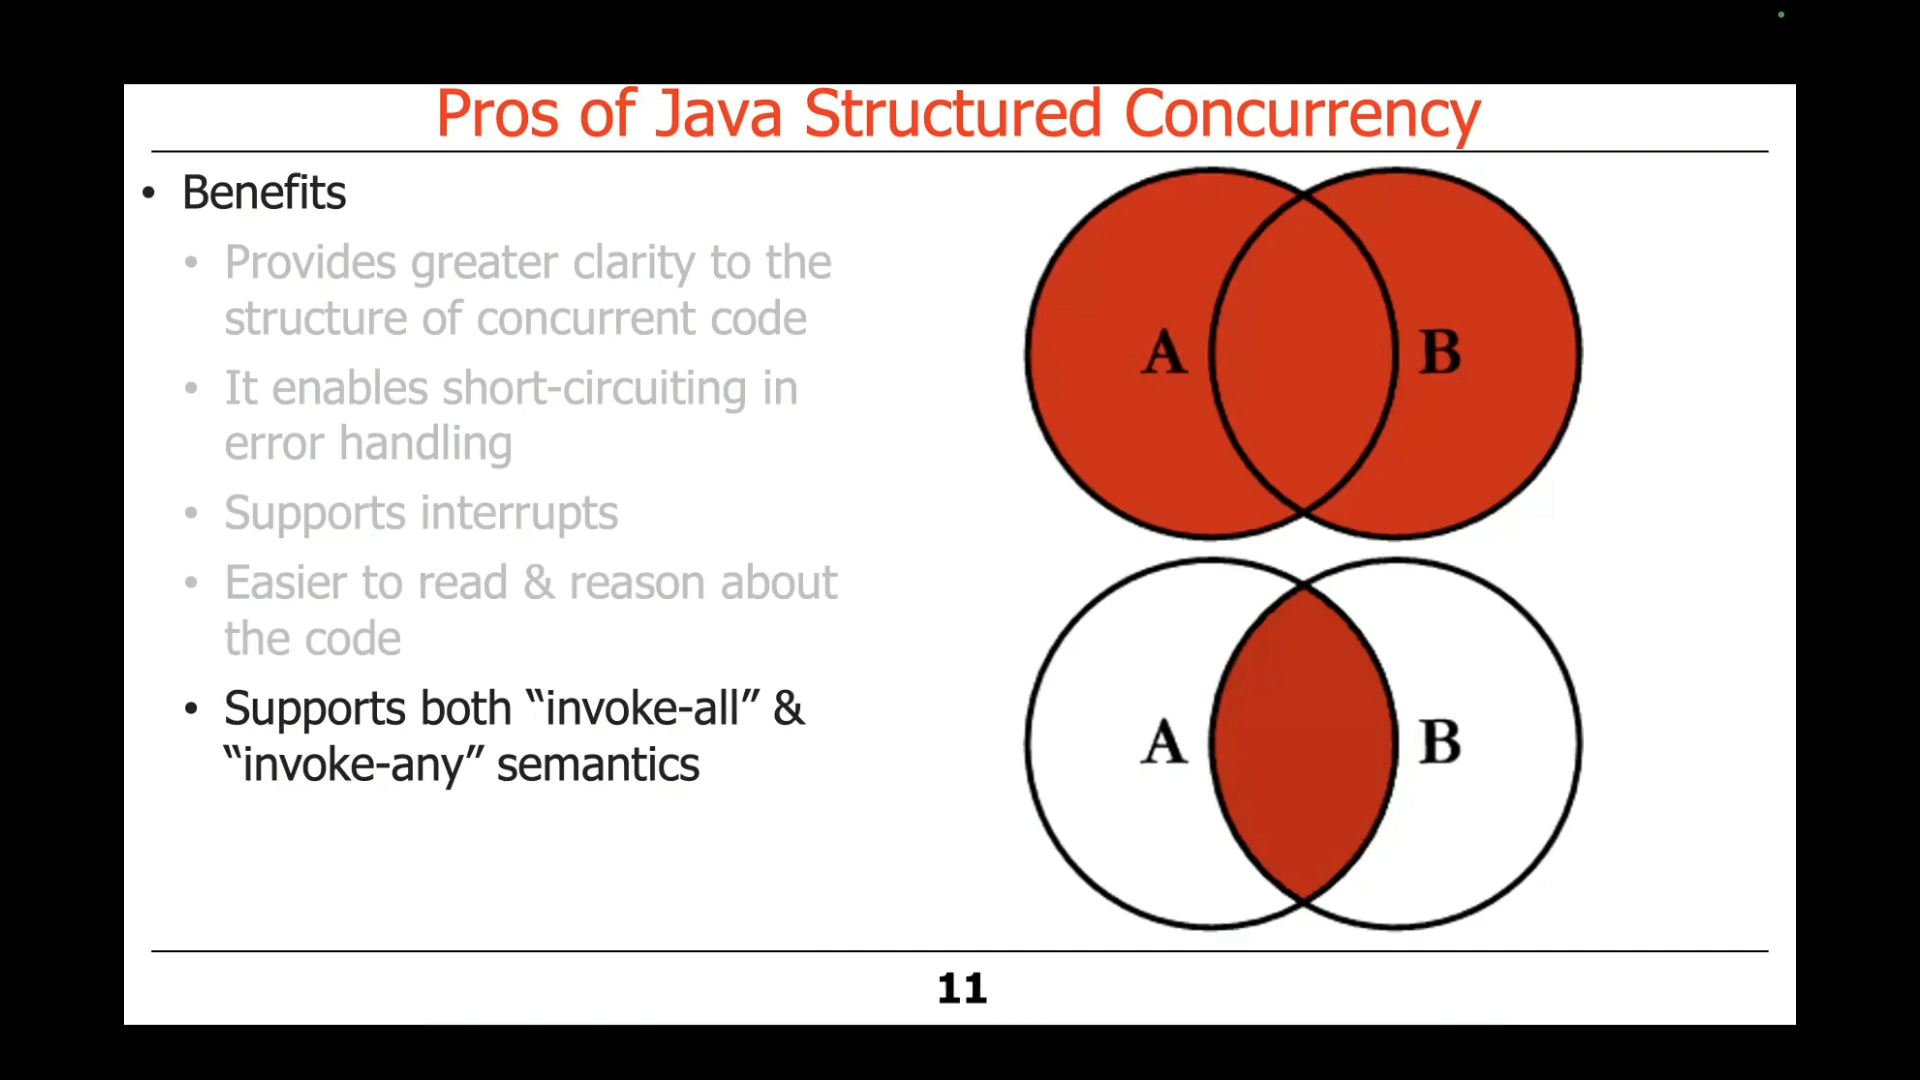 Pros of Java Structured Concurrency
• Benefits
• Provides greater clarity to the
structure of concurrent code
• It enables short-circuiting in
error handling
• Supports interrupts
• Easier to read & reason about
the code
• Supports both “invoke-all” &
“invoke-any” semantics
A B
A B
11